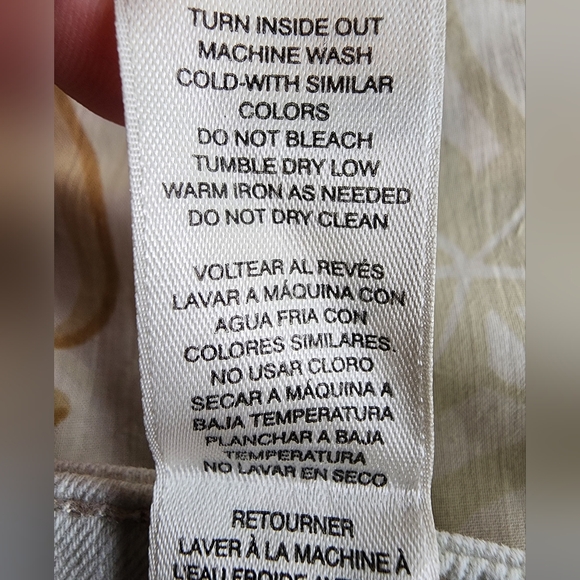 TURN INSIDE OUT
MACHINE WASH
COLD-WITH SIMILAR
COLORS
DO NOT BLEACH
TUMBLE DRY LOW
WARM IRON AS NEEDED
DO NOT DRY CLEAN
VOLTEAR AL REVÉS
LAVAR A MÁQUINA CON
AGUA FRIA CON
COLORES SIMILARES.
NO USAR CLORO
SECAR A MÁQUINA A
BAJA TEMPERATURA
PLANCHAR A BAJA
TEMPERATURA
NO LAVAR EN SECO
RETOURNER
LAVER À LA MACHINE À
L'EAU FROIDE